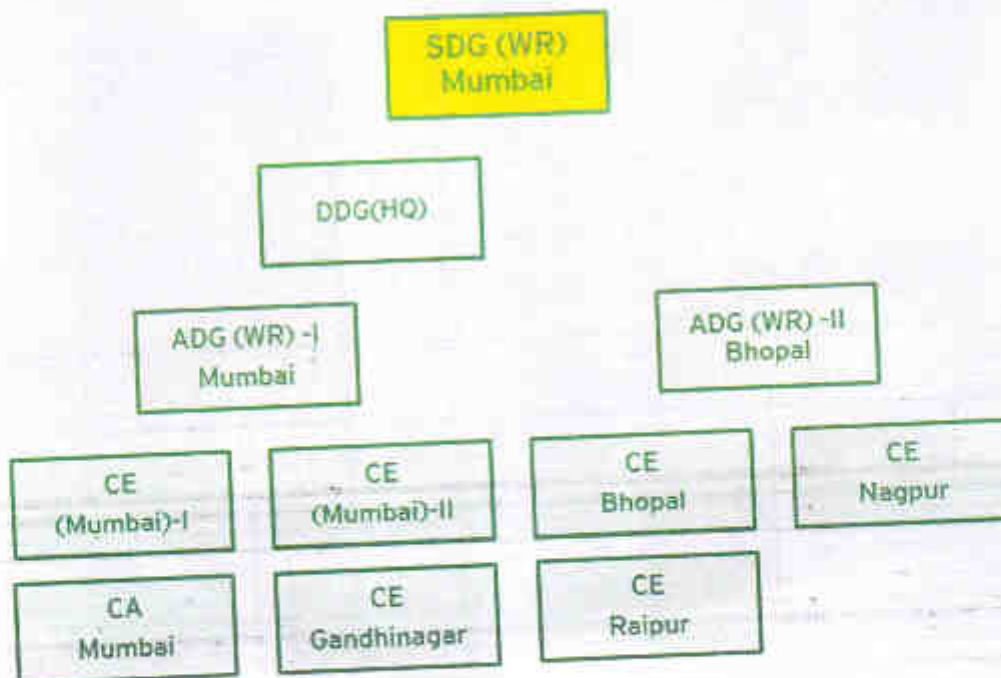 SDG (WR)
Mumbai
DDG(HQ)
ADG (WR) -I
Mumbai
ADG (WR) -II
Bhopal
CE
(Mumbai)-I
CE
(Mumbai)-II
CE
Bhopal
CE
Nagpur
CA
Mumbai
CE
Gandhinagar
CE
Raipur